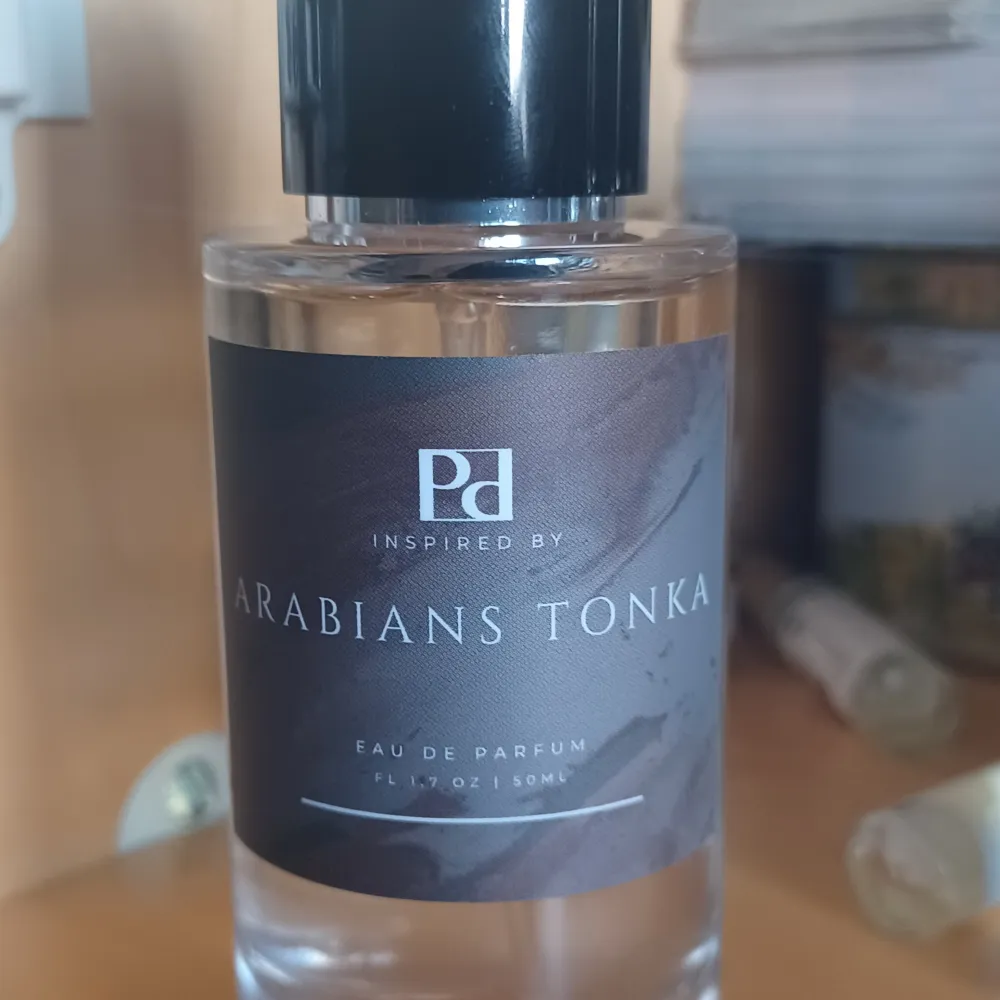 Pd
INSPIRED BY
ARABIANS TONKA
EAU DE PARFUM
FL 1.7 OZ | 50ML